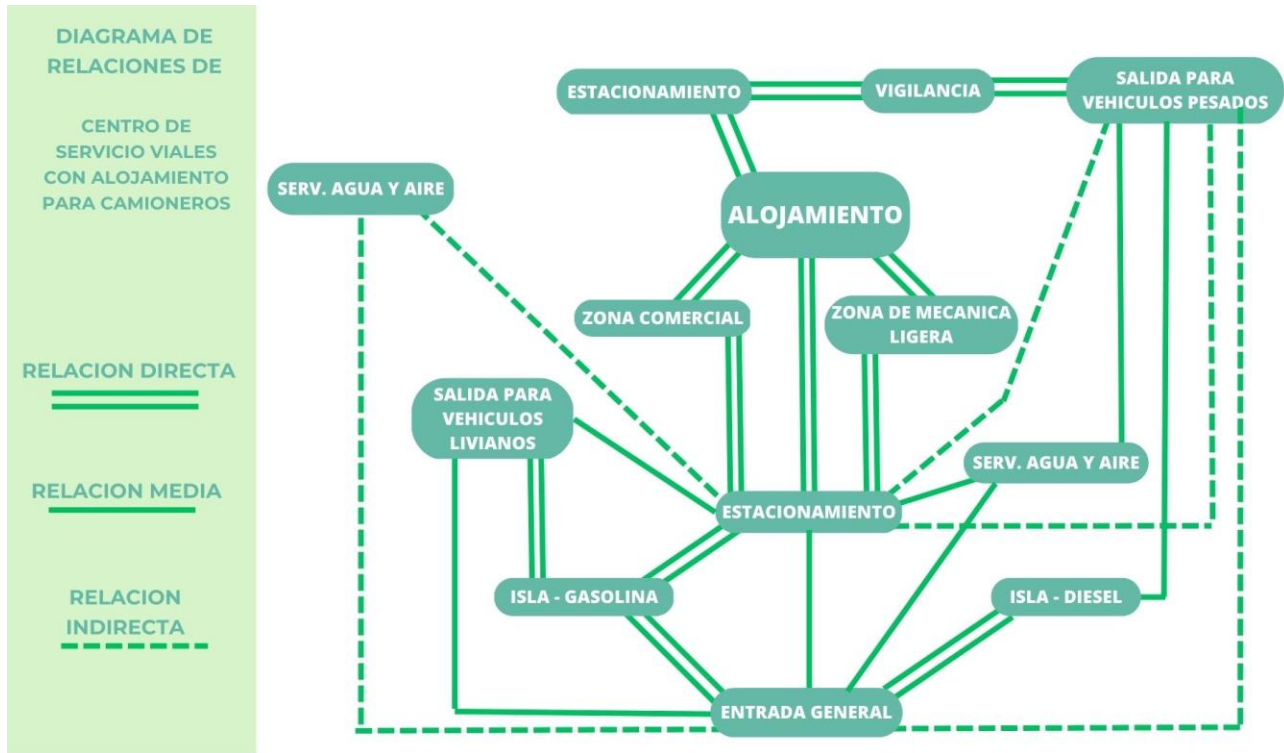 DIAGRAMA DE
RELACIONES DE
CENTRO DE
SERVICIO VIALES
CON ALOJAMIENTO
PARA CAMIONEROS
RELACION DIRECTA
RELACION MEDIA
RELACION
INDIRECTA
ESTACIONAMIENTO
VIGILANCIA
SALIDA PARA
VEHICULOS PESADOS
SERV. AGUA Y AIRE
ALOJAMIENTO
ZONA COMERCIAL
ZONA DE MECANICA
LIGERA
SALIDA PARA
VEHICULOS
LIVIANOS
SERV. AGUA Y AIRE
ESTACIONAMIENTO
ISLA - GASOLINA
ISLA - DIESEL
ENTRADA GENERAL